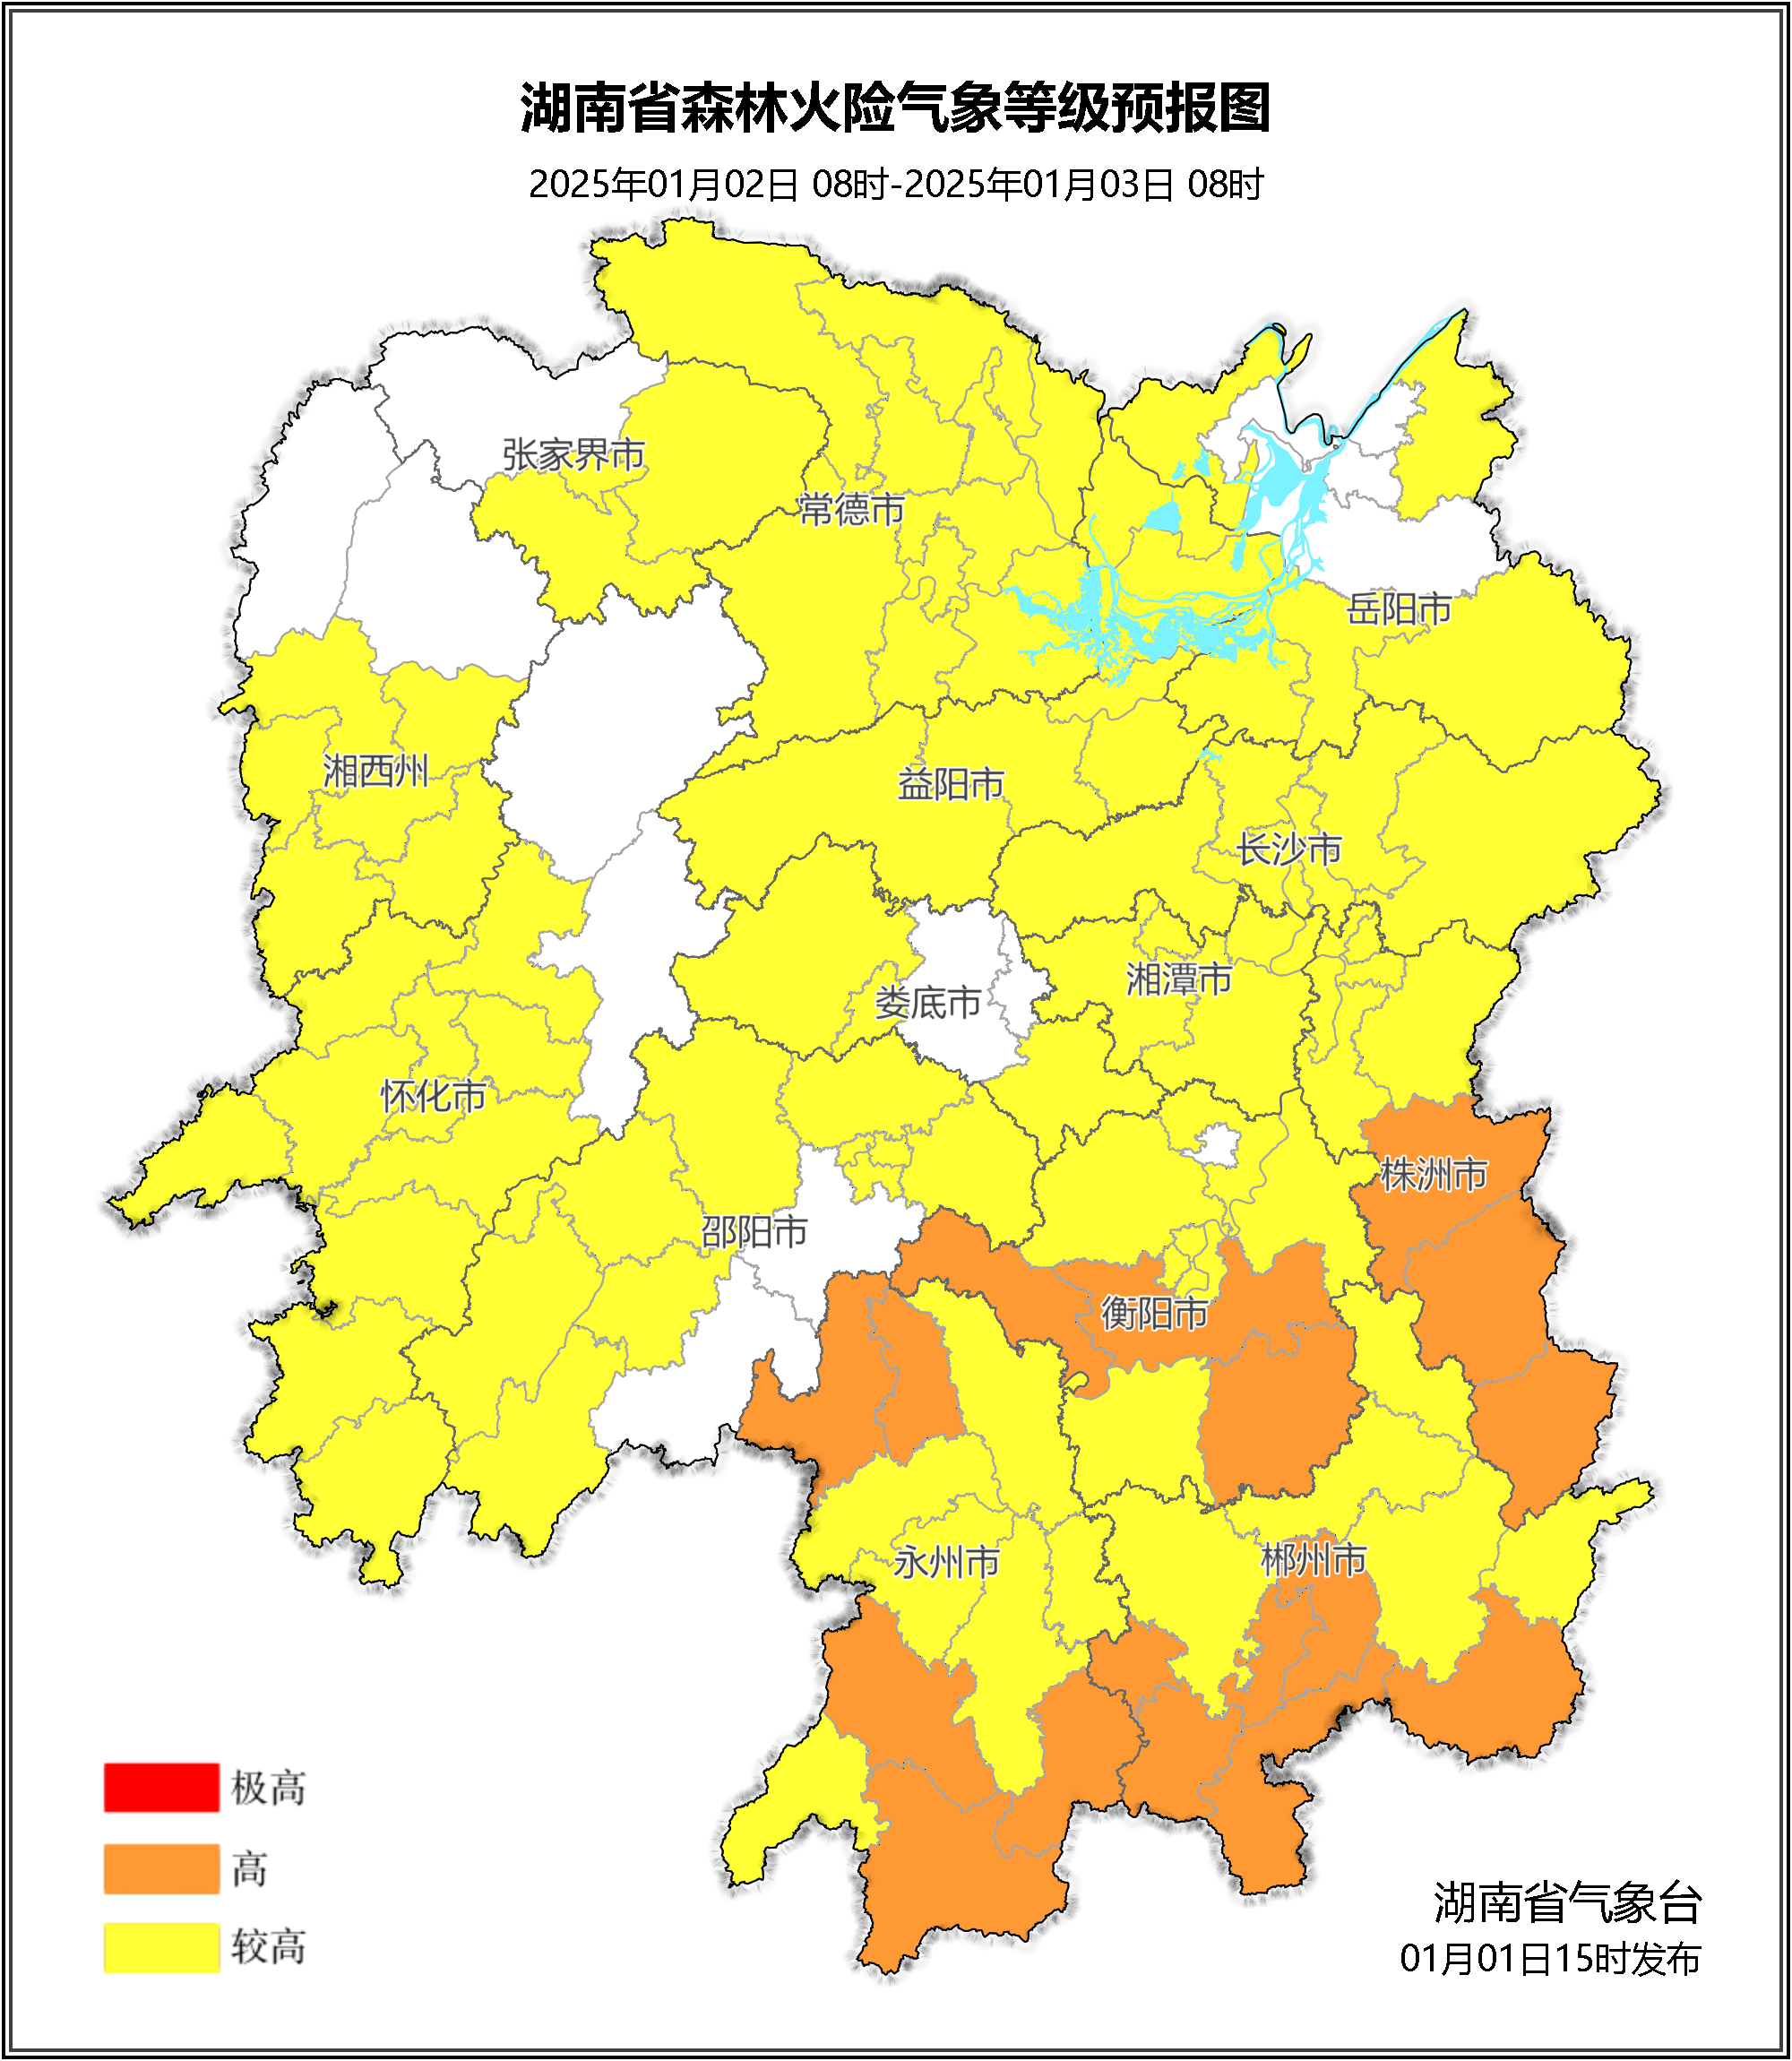 湖南省森林火险气象等级预报图
2025年01月02日 08时-2025年01月03日 08时
张家界市
常德市
岳阳市
湘西州
益阳市
长沙市
湘潭市
娄底市
怀化市
株洲市
邵阳市
衡阳市
永州市
郴州市
极高
高
较高
湖南省气象台
01月01日15时发布